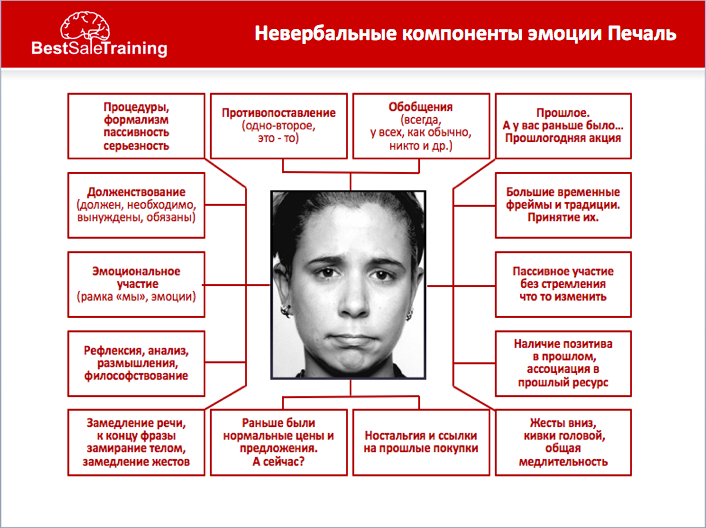 BestSaleTraining
Невербальные компоненты эмоции Печаль
Процедуры,
формализм
пассивность
серьезность
Противопоставление
(одно-второе,
это - то)
Обобщения
(всегда,
у всех, как обычно,
никто и др.)
Прошлое.
А у вас раньше было...
Прошлогодняя акция
Долженствование
(должен, необходимо,
вынуждены, обязаны)
Большие временные
фреймы и традиции.
Принятие их.
Эмоциональное
участие
(рамка «мы», эмоции)
Пассивное участие
без стремления
что то изменить
Рефлексия, анализ,
размышления,
философствование
Наличие позитива
в прошлом,
ассоциация в
прошлый ресурс
Замедление речи,
к концу фразы
замирание телом,
замедление жестов
Раньше были
нормальные цены и
предложения.
А сейчас?
Ностальгия и ссылки
на прошлые покупки
Жесты вниз,
кивки головой,
общая
медлительность